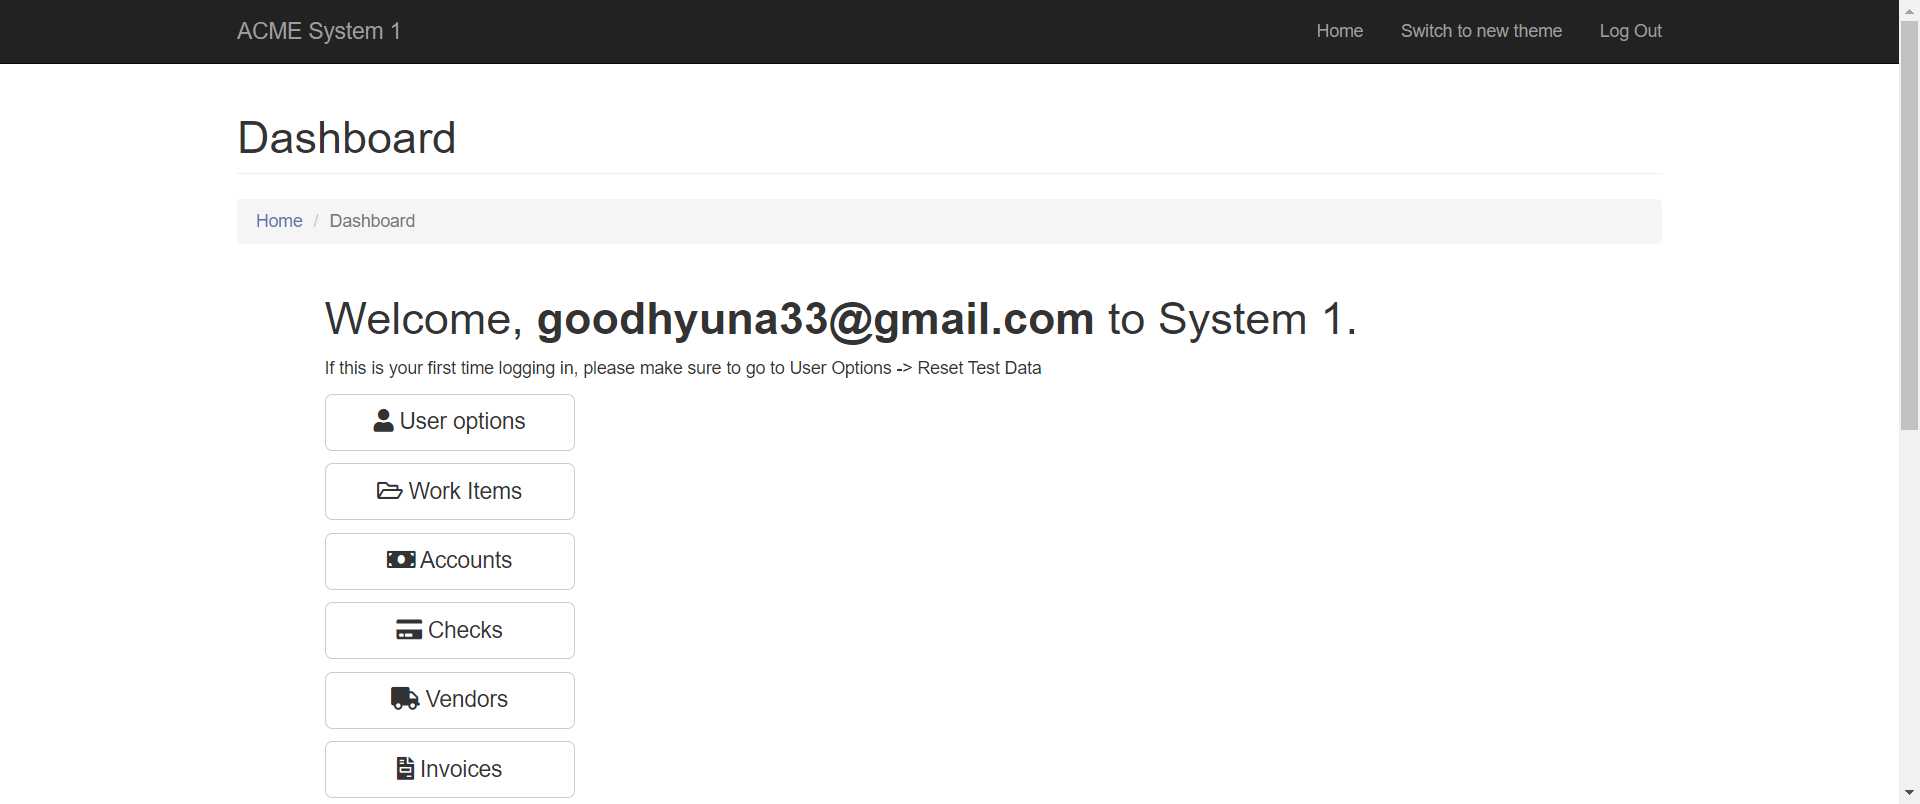 ACME System 1
Home
Switch to new theme
Log Out
Dashboard
Home / Dashboard
Welcome, goodhyuna33@gmail.com to System 1.
If this is your first time logging in, please make sure to go to User Options -> Reset Test Data
User options
Work Items
Accounts
Checks
Vendors
Invoices